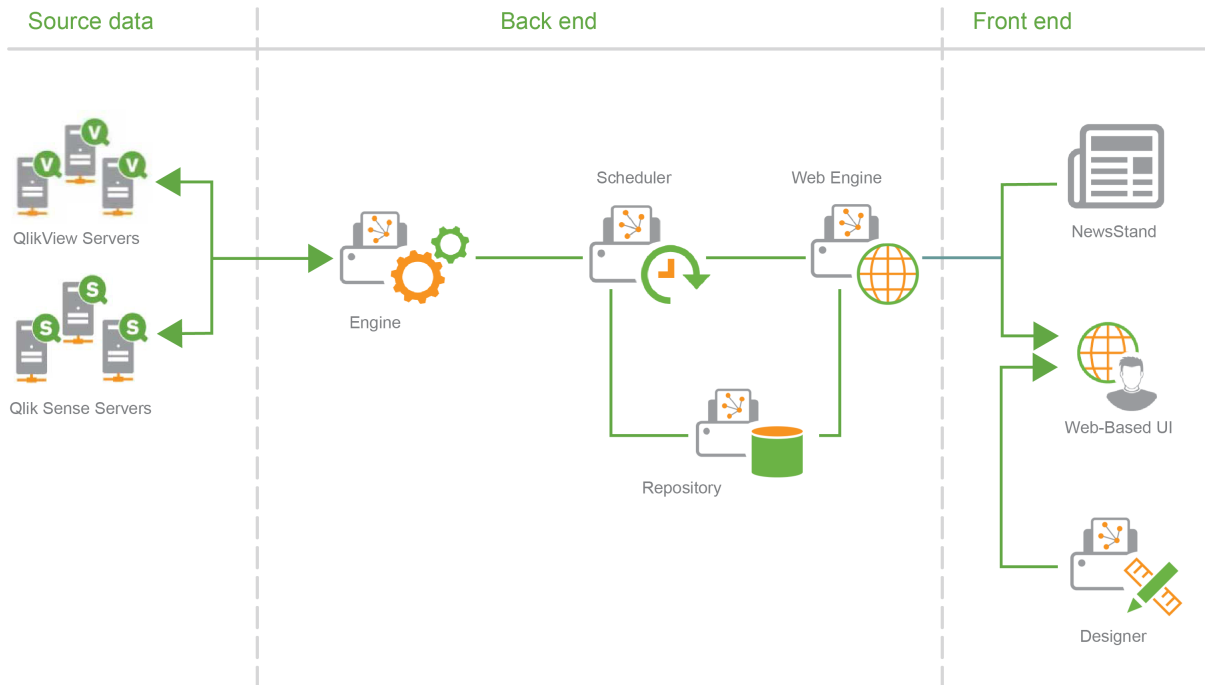 Source data
Back end
Front end
V
V
V
QlikView Servers
S
S
S
Qlik Sense Servers
Engine
Scheduler
Web Engine
Repository
NewsStand
Web-Based UI
Designer